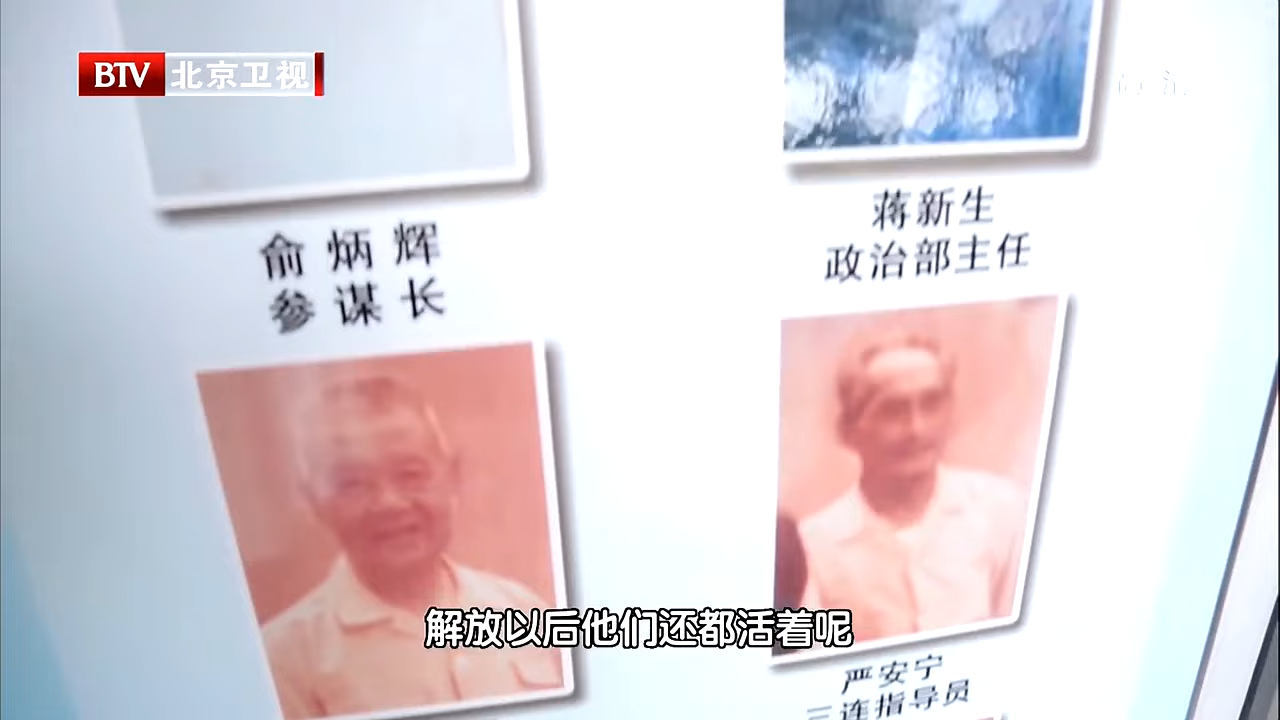 BTV 北京卫视
蒋新生
政治部主任
俞炳辉
参谋长
解放以后他们还都活着呢
严安宁
三连指导员